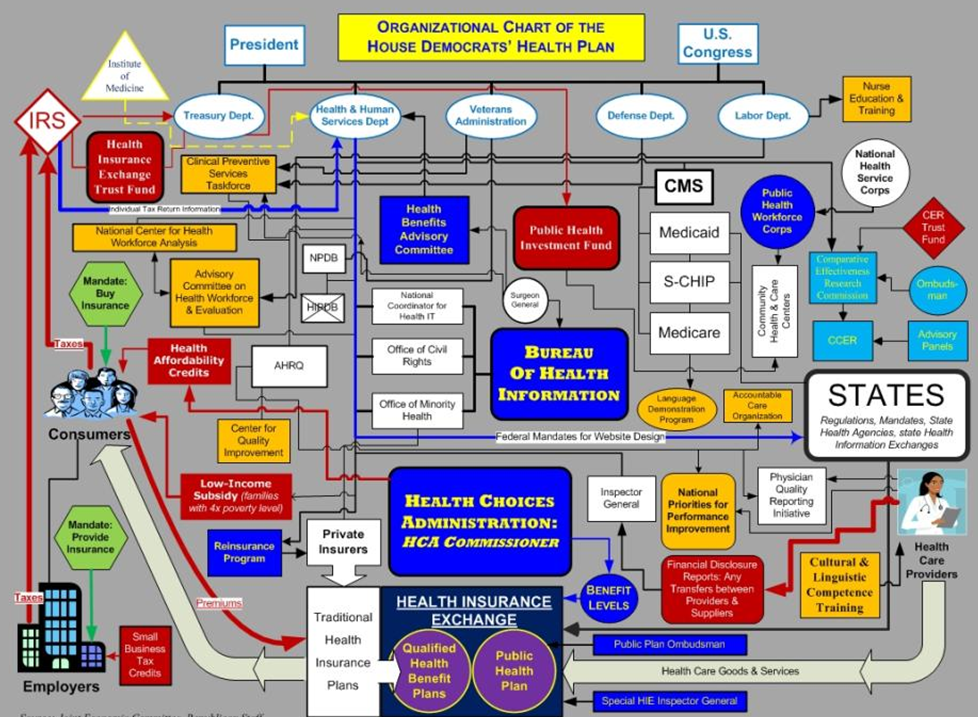 ORGANIZATIONAL CHART OF THE
HOUSE DEMOCRATS' HEALTH PLAN
President
U.S.
Congress
Institute
of
Medicine
IRS
Treasury Dept.
Health & Human
Services Dept
Veterans
Administration
Defense Dept.
Labor Dept.
Nurse
Education &
Training
Health
Insurance
Exchange
Trust Fund
Clinical Preventive
Services
Taskforce
CMS
National
Health
Service
Corps
Individual Tax Return Information
National Center for Health
Workforce Analysis
Health
Benefits
Advisory
Committee
Public Health
Investment Fund
Medicaid
S-CHIP
Medicare
Public
Health
Workforce
Corps
CER
Trust
Fund
Mandate:
Buy
Insurance
Advisory
Committee on
Health Workforce
& Evaluation
NPDB
HIPDB
National
Coordinator for
Health IT
Surgeon
General
Community
Health & Care
Centers
Comparative
Effectiveness
Research
Commission
Ombuds-
man
CCER
Advisory
Panels
Taxes
Health
Affordability
Credits
AHRQ
Office of Civil
Rights
BUREAU
OF HEALTH
INFORMATION
Consumers
Center for
Quality
Improvement
Office of Minority
Health
Language
Demonstration
Program
Accountable
Care
Organization
STATES
Regulations, Mandates, State
Health Agencies, state Health
Information Exchanges
Federal Mandates for Website Design
Low-Income
Subsidy (families
with 4x poverty level)
HEALTH CHOICES
ADMINISTRATION:
HCA COMMISSIONER
Inspector
General
National
Priorities for
Performance
Improvement
Physician
Quality
Reporting
Initiative
Health
Care
Providers
Mandate:
Provide
Insurance
Reinsurance
Program
Private
Insurers
BENEFIT
LEVELS
Financial Disclosure
Reports: Any
Transfers between
Providers &
Suppliers
Cultural &
Linguistic
Competence
Training
Taxes
Premiums
Small
Business
Tax
Credits
Employers
Traditional
Health
Insurance
Plans
HEALTH INSURANCE
EXCHANGE
Qualified
Health
Benefit
Plans
Public
Health
Plan
Public Plan Ombudsman
Health Care Goods & Services
Special HIE Inspector General